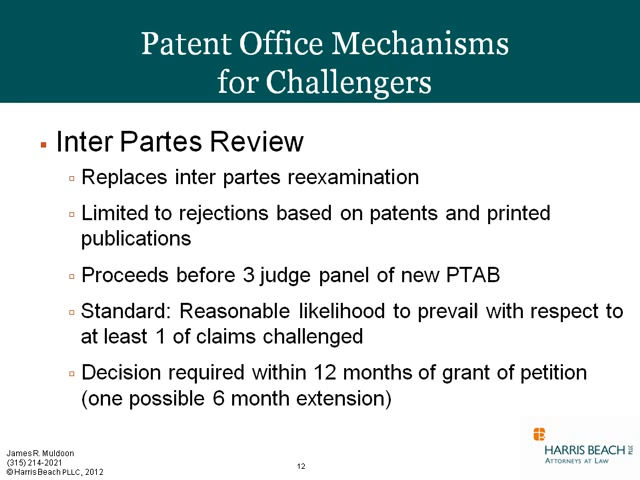 Patent Office Mechanisms
for Challengers
Inter Partes Review
Replaces inter partes reexamination
Limited to rejections based on patents and printed
publications
Proceeds before 3 judge panel of new PTAB
Standard: Reasonable likelihood to prevail with respect to
at least 1 of claims challenged
Decision required within 12 months of grant of petition
(one possible 6 month extension)
James R. Muldoon
(315) 214-2021
© Harris Beach PLLC, 2012
12
HARRIS BEACH PLLC
ATTORNEYS AT LAW